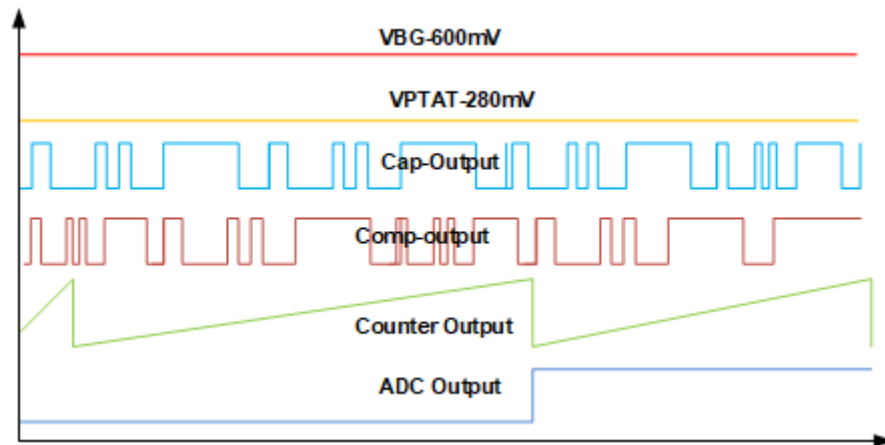 VBG-600mV
VPTAT-280mV
Cap-Output
Comp-output
Counter Output
ADC Output